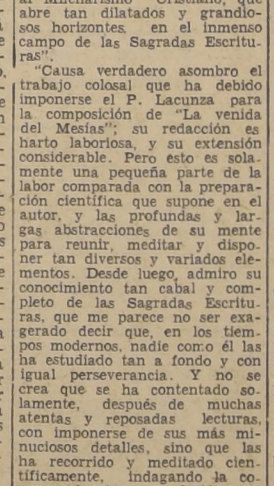 al Milenarismo Cristiano, que
abre tan dilatados y grandio-
sos horizontes en el inmenso
campo de las Sagradas Escritu-
ras".
"Causa verdadero asombro el
trabajo colosal que ha debido
imponerse el P. Lacunza para
la composición de "La venida
del Mesías"; su redacción es
harto laboriosa, y su extensión
considerable. Pero ésto es sola-
mente una pequeña parte de la
labor comparada con la prepara-
ción científica que supone en el
autor, y las profundas y lar-
gas abstracciones de su mente
para reunir, meditar y dispo-
ner tan diversos y variados ele-
mentos. Desde luego, admiro su
conocimiento tan cabal y com-
pleto de las Sagradas Escritu-
ras, que me parece no ser exa-
gerado decir que, en los tiem-
pos modernos, nadie como él las
ha estudiado tan a fondo y con
igual perseverancia. Y no se
crea que se ha contentado so-
lamente, después de muchas
atentas y reposadas lecturas,
con imponerse de sus más mi-
nuciosos detalles, sino que las
ha recorrido y meditado cien-
tíficamente, indagando la co-